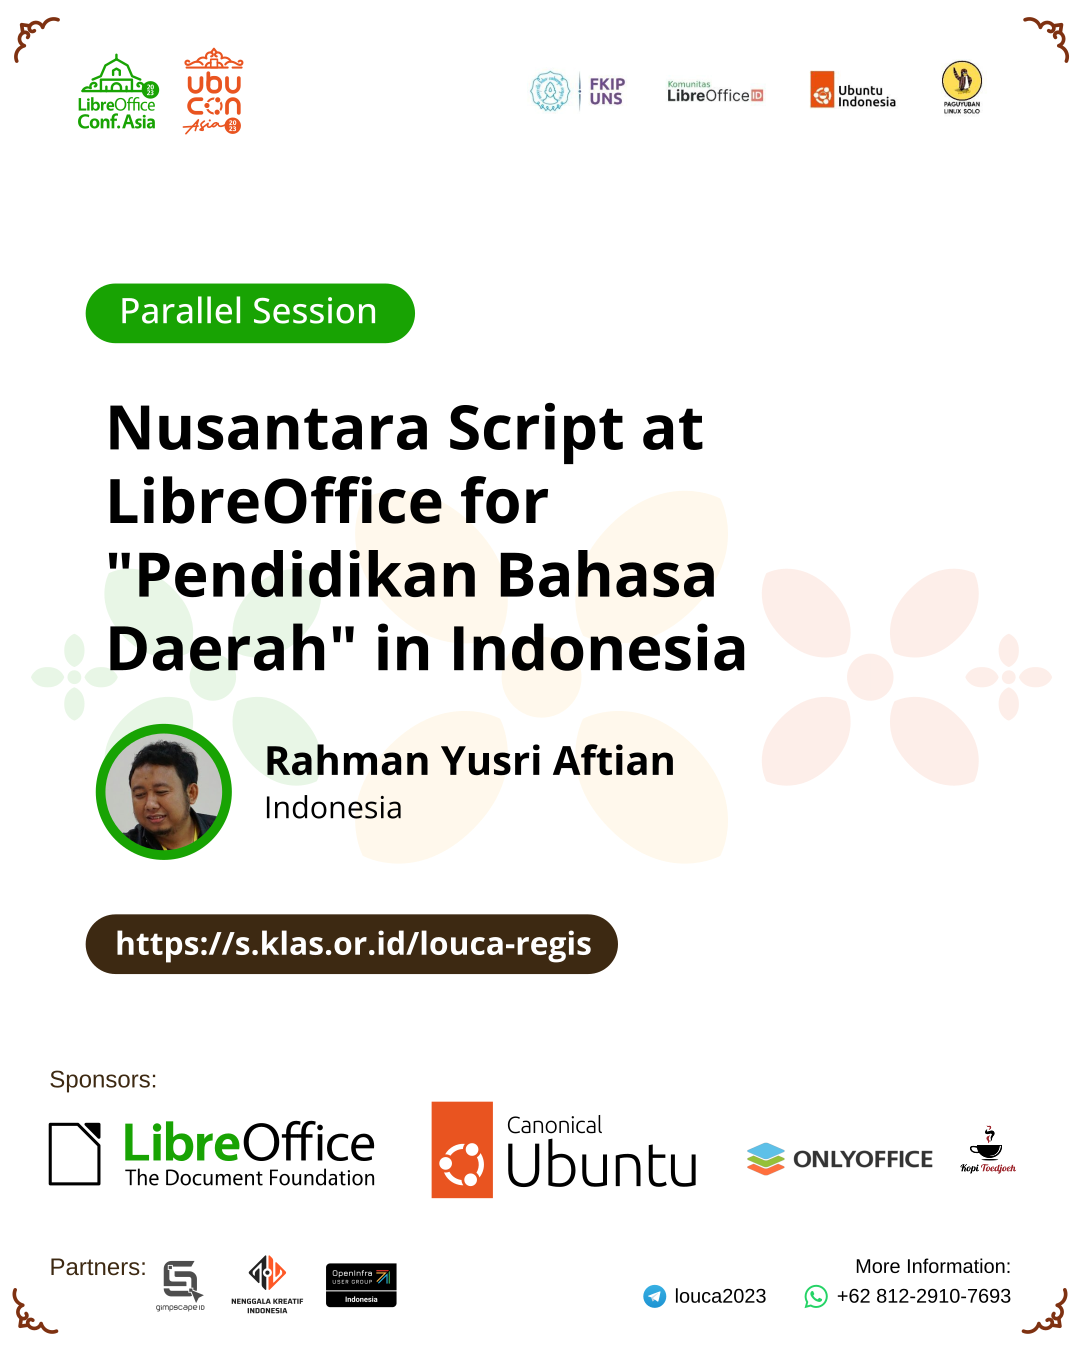 LibreOffice
Conf. Asia
2023
ubu
con
Asia
2023
FKIP
UNS
Komunitas
LibreOffice ID
Ubuntu
Indonesia
PAGUYUBAN
LINUX SOLO
Parallel Session
Nusantara Script at
LibreOffice for
"Pendidikan Bahasa
Daerah" in Indonesia
Rahman Yusri Aftian
Indonesia
https://s.klas.or.id/louca-regis
Sponsors:
LibreOffice
The Document Foundation
Canonical
Ubuntu
ONLYOFFICE
Kopi Toedjoeh
Partners:
gimpscape ID
NENGGALA KREATIF
INDONESIA
OpenInfra
USER GROUP
Indonesia
More Information:
louca2023
+62 812-2910-7693